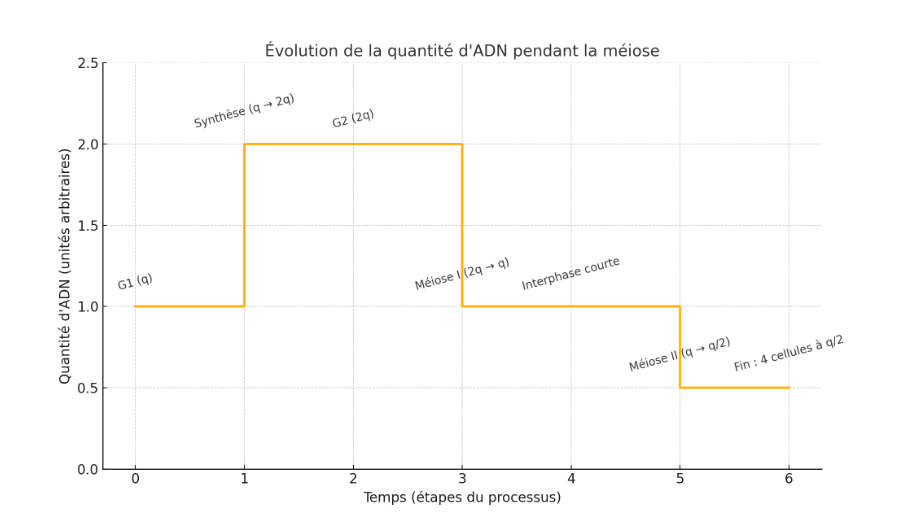 Évolution de la quantité d'ADN pendant la méiose
2.5
Synthèse (q → 2q)
G2 (2q)
2.0
1.5
G1 (q)
Méiose I (2q → q)
Interphase courte
1.0
Méiose II (q → q/2)
Fin : 4 cellules à q/2
0.5
0.0
Quantité d'ADN (unités arbitraires)
0 1 2 3 4 5 6
Temps (étapes du processus)